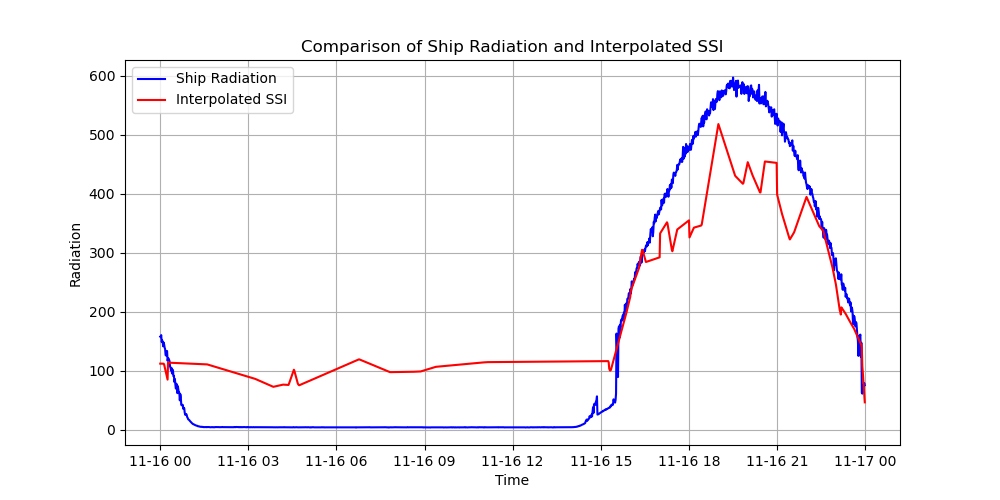 Comparison of Ship Radiation and Interpolated SSI
Ship Radiation
Interpolated SSI
Radiation
600
500
400
300
200
100
0
11-16 00 11-16 03 11-16 06 11-16 09 11-16 12 11-16 15 11-16 18 11-16 21 11-17 00
Time